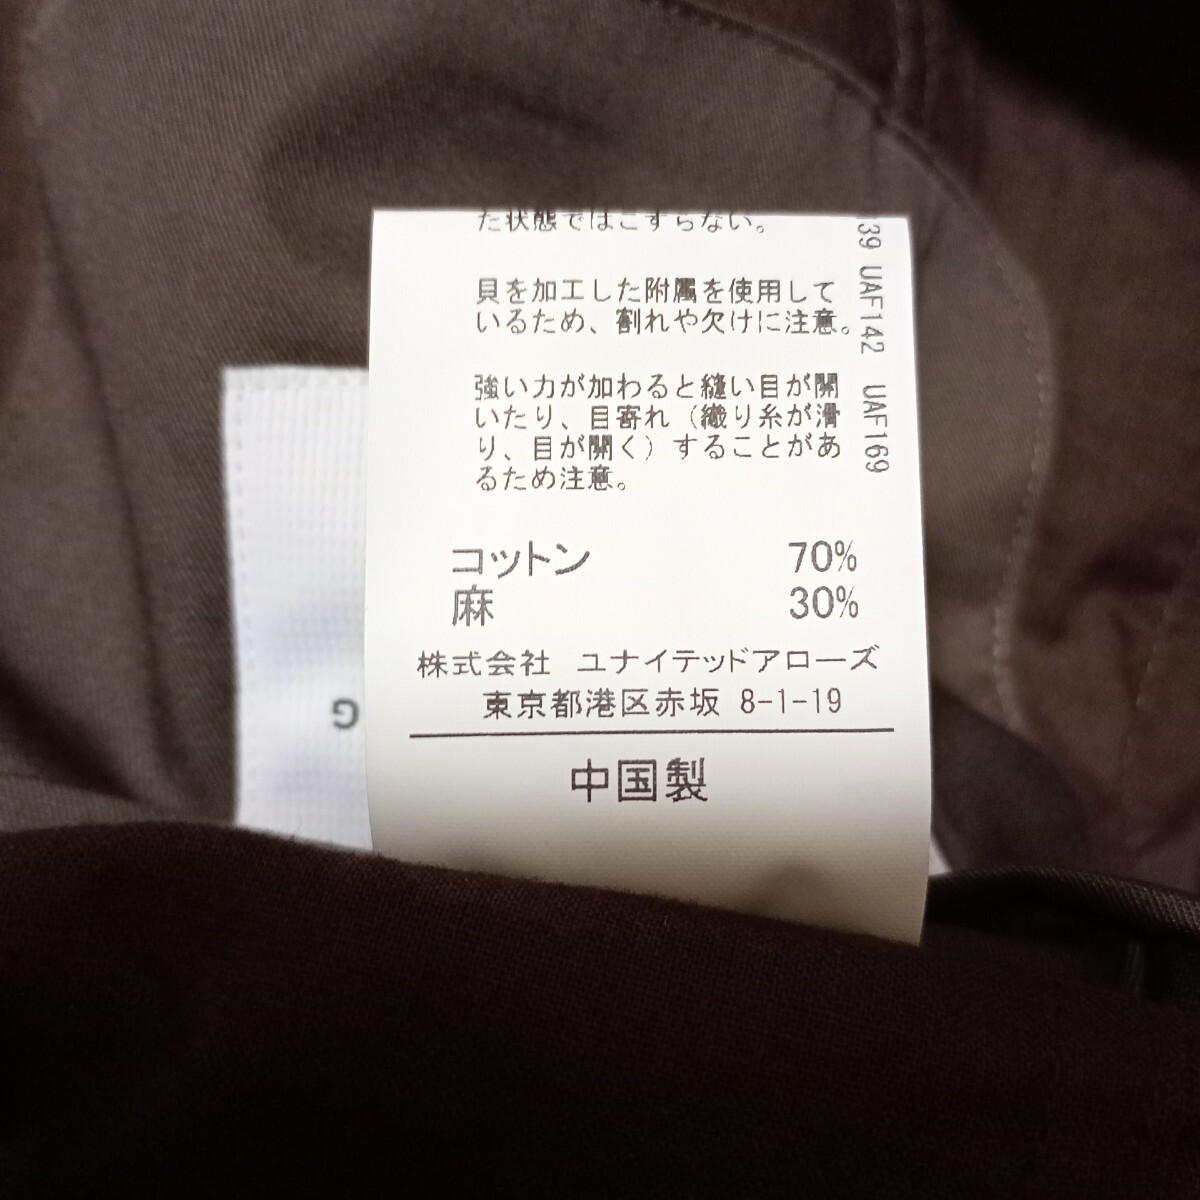 た状態ではこすらない。
貝を加工した附属を使用して
いるため、割れや欠けに注意。
強い力が加わると縫い目が開
いたり、目寄れ（織り糸が滑
り、目が開く）することがあ
るため注意。
コットン 70%
麻 30%
株式会社 ユナイテッドアローズ
東京都港区赤坂 8-1-19
中国製
39 UAF142 UAF169
G